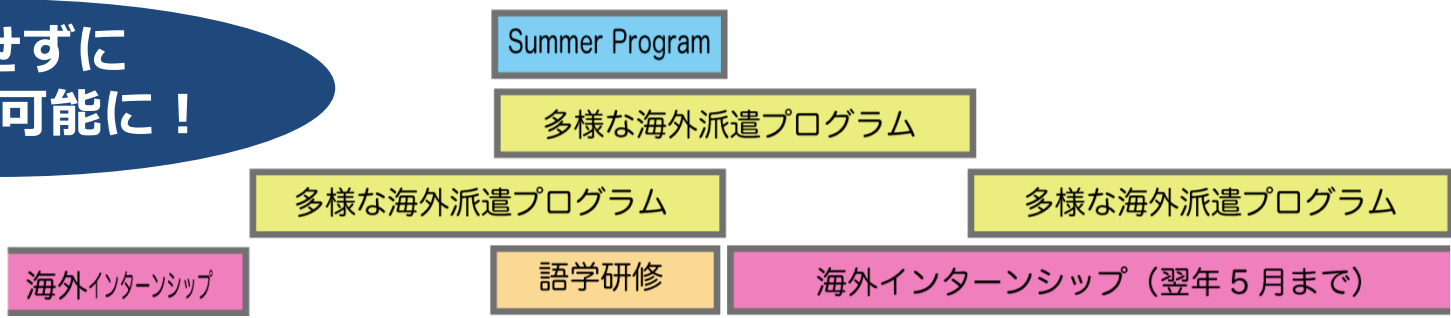 せずに
可能に！
Summer Program
多様な海外派遣プログラム
多様な海外派遣プログラム
多様な海外派遣プログラム
海外インターンシップ
語学研修
海外インターンシップ（翌年５月まで）